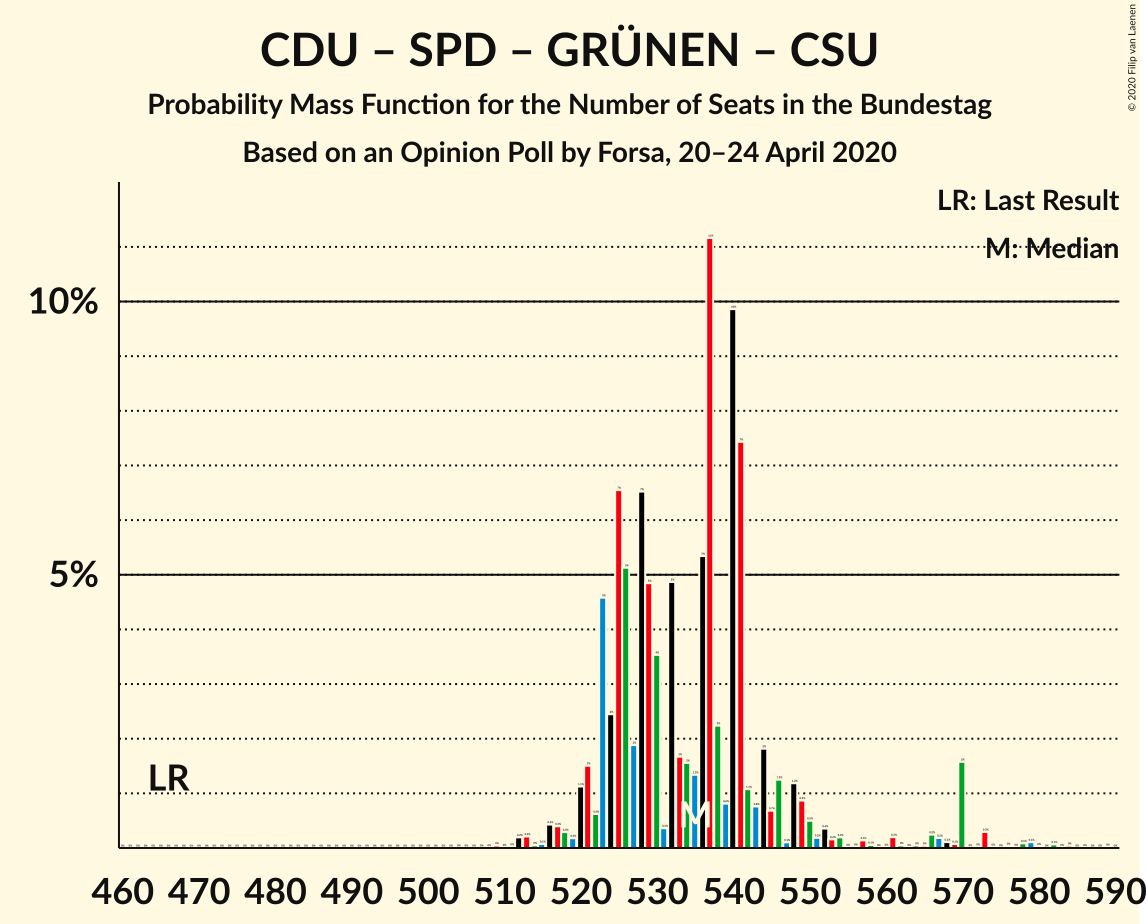 CDU – SPD – GRÜNEN – CSU
Probability Mass Function for the Number of Seats in the Bundestag
Based on an Opinion Poll by Forsa, 20–24 April 2020
© 2020 Filip van Laenen
LR: Last Result
M: Median
10%
5%
LR
M
460 470 480 490 500 510 520 530 540 550 560 570 580 590